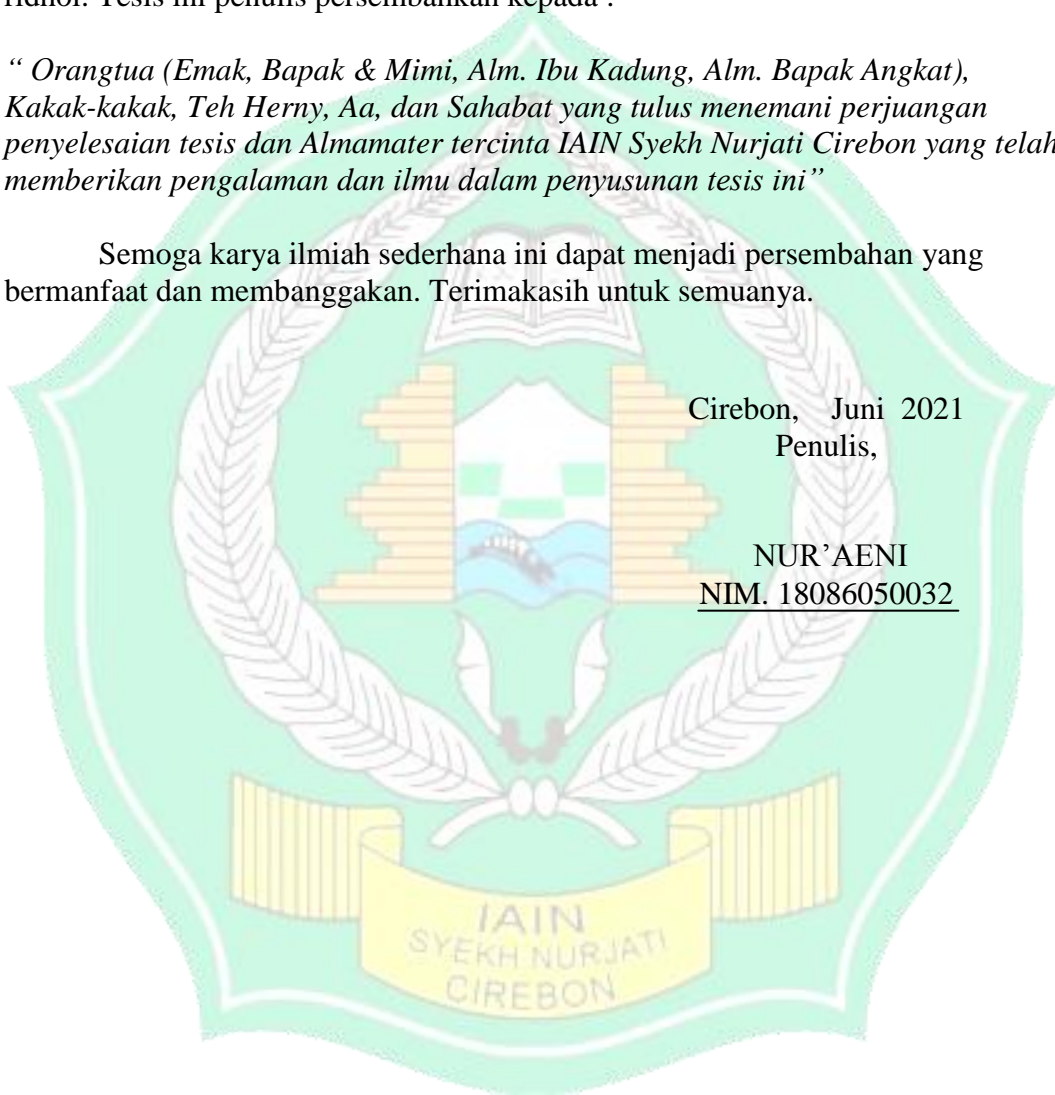 ridhoi. Tesis ini penulis persembahkan kepada :
“ Orangtua (Emak, Bapak & Mimi, Alm. Ibu Kadung, Alm. Bapak Angkat),
Kakak-kakak, Teh Herny, Aa, dan Sahabat yang tulus menemani perjuangan
penyelesaian tesis dan Almamater tercinta IAIN Syekh Nurjati Cirebon yang telah
memberikan pengalaman dan ilmu dalam penyusunan tesis ini”
Semoga karya ilmiah sederhana ini dapat menjadi persembahan yang
bermanfaat dan membanggakan. Terimakasih untuk semuanya.
Cirebon, Juni 2021
Penulis,
NUR’AENI
NIM. 18086050032
IAIN
SYEKH NURJATI
CIREBON